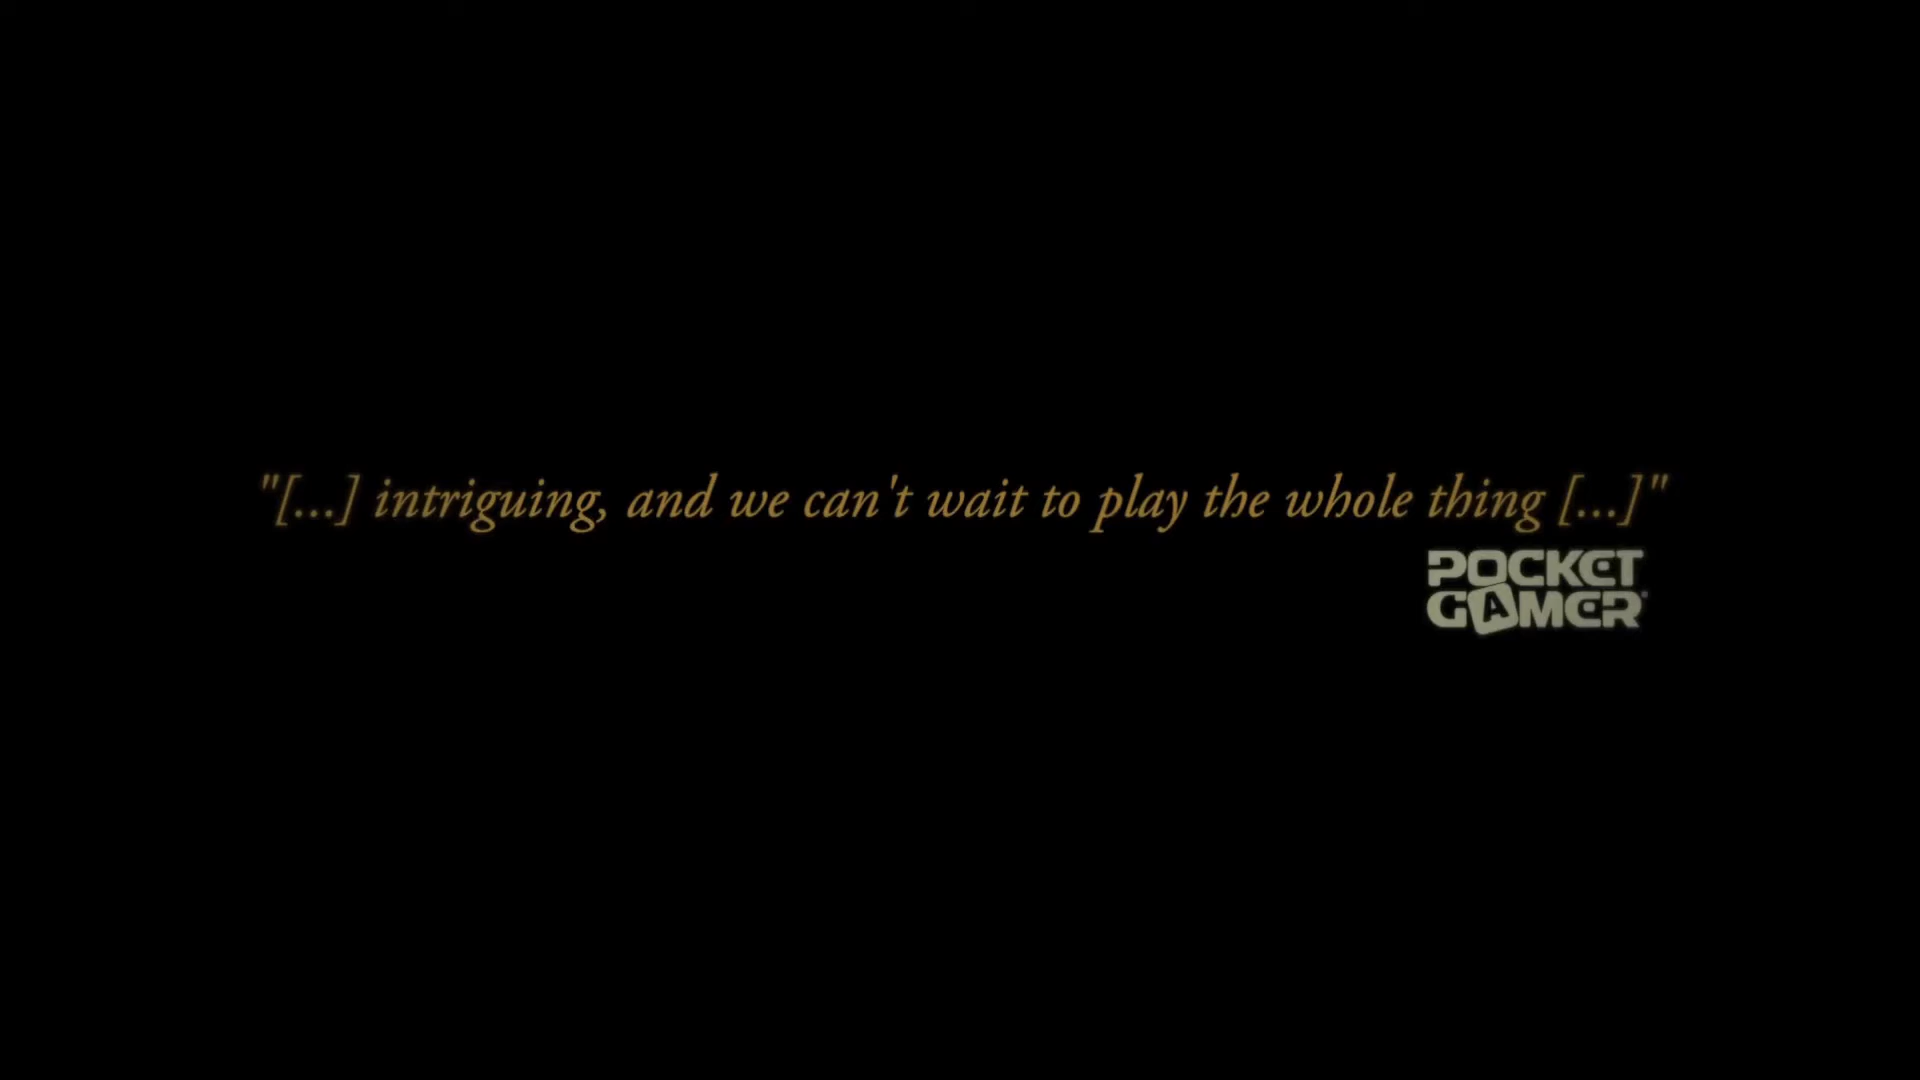 "[...] intriguing, and we can't wait to play the whole thing [...]"
POCKET
GAMER